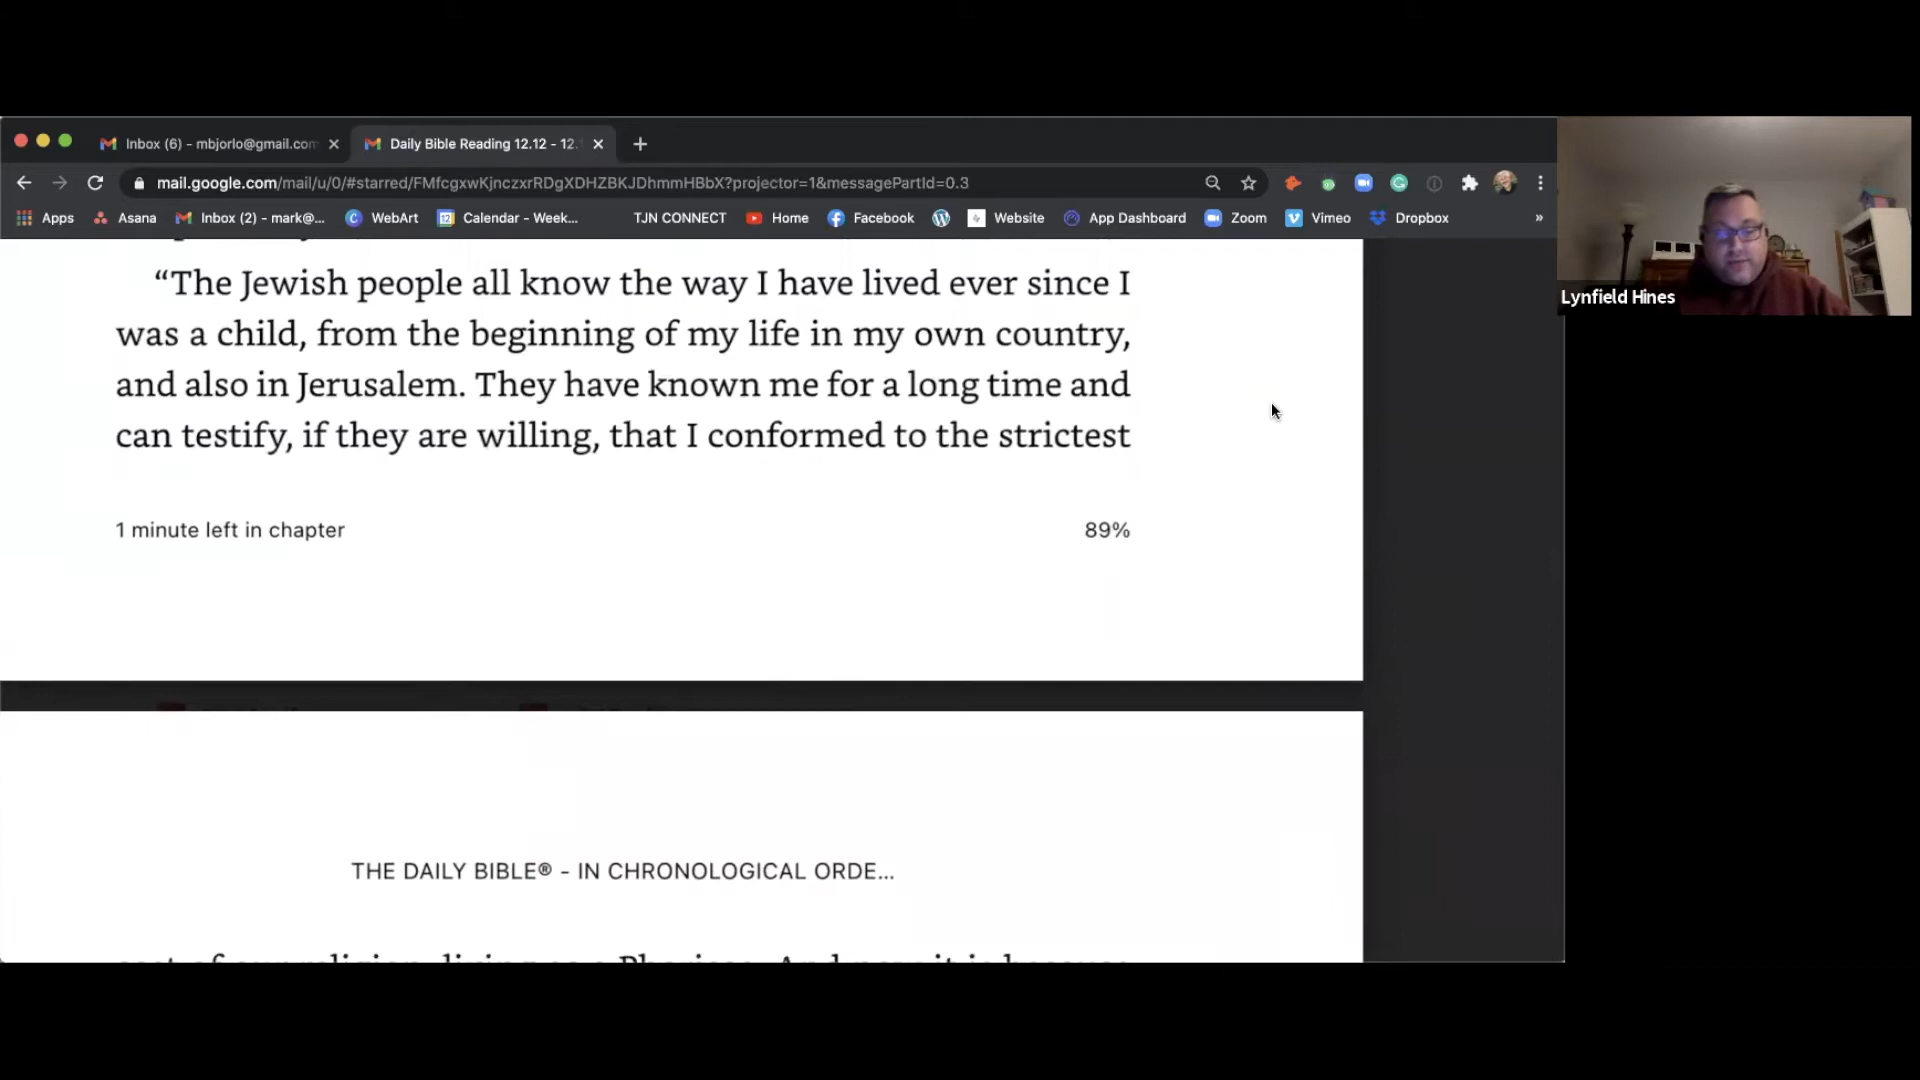 Inbox (6) - mbjorlo@gmail.com
Daily Bible Reading 12.12 - 12.
mail.google.com/mail/u/0/#starred/FMfcgxwKjnczxrRDgXDHZBKJDhmmHBbX?projector=1&messagePartId=0.3
Apps Asana Inbox (2) - mark@... WebArt Calendar - Week... TJN CONNECT Home Facebook Website App Dashboard Zoom Vimeo Dropbox »
Lynfield Hines
“The Jewish people all know the way I have lived ever since I
was a child, from the beginning of my life in my own country,
and also in Jerusalem. They have known me for a long time and
can testify, if they are willing, that I conformed to the strictest
1 minute left in chapter 89%
THE DAILY BIBLE® - IN CHRONOLOGICAL ORDE...